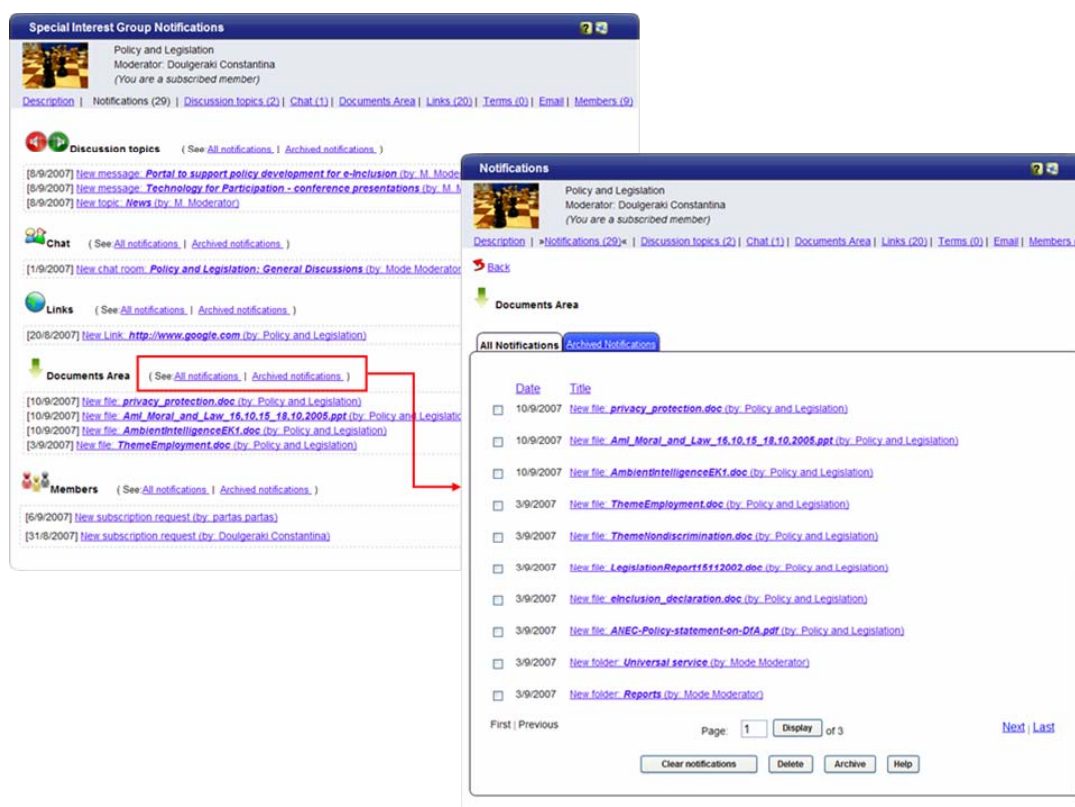 Special Interest Group Notifications
Policy and Legislation
Moderator: Doulgeraki Constantina
(You are a subscribed member)
Description | Notifications (29) | Discussion topics (2) | Chat (1) | Documents Area | Links (20) | Terms (0) | Email | Members (9)
Discussion topics ( See: All notifications | Archived notifications )
[8/9/2007] New message: Portal to support policy development for e-Inclusion (by: M. Mode
[8/9/2007] New message: Technology for Participation - conference presentations (by: M. M
[8/9/2007] New topic: News (by: M. Moderator)
Chat ( See: All notifications | Archived notifications )
[1/9/2007] New chat room: Policy and Legislation: General Discussions (by: Mode Moderator
Links ( See: All notifications | Archived notifications )
[20/8/2007] New Link: http://www.google.com (by: Policy and Legislation)
Documents Area ( See: All notifications | Archived notifications )
[10/9/2007] New file: privacy_protection.doc (by: Policy and Legislation)
[10/9/2007] New file: AmI_Moral_and_Law_16,10,15_18,10,2005.ppt (by: Policy and Legislatio
[10/9/2007] New file: AmbientIntelligenceEK1.doc (by: Policy and Legislation)
[3/9/2007] New file: ThemeEmployment.doc (by: Policy and Legislation)
Members ( See: All notifications | Archived notifications )
[6/9/2007] New subscription request (by: partas partas)
[31/8/2007] New subscription request (by: Doulgeraki Constantina)
Notifications
Policy and Legislation
Moderator: Doulgeraki Constantina
(You are a subscribed member)
Description | »Notifications (29)« | Discussion topics (2) | Chat (1) | Documents Area | Links (20) | Terms (0) | Email | Members
Back
Documents Area
All Notifications Archived Notifications
Date Title
10/9/2007 New file: privacy_protection.doc (by: Policy and Legislation)
10/9/2007 New file: AmI_Moral_and_Law_16,10,15_18,10,2005.ppt (by: Policy and Legislation)
10/9/2007 New file: AmbientIntelligenceEK1.doc (by: Policy and Legislation)
3/9/2007 New file: ThemeEmployment.doc (by: Policy and Legislation)
3/9/2007 New file: ThemeNondiscrimination.doc (by: Policy and Legislation)
3/9/2007 New file: LegislationReport15112002.doc (by: Policy and Legislation)
3/9/2007 New file: eInclusion_declaration.doc (by: Policy and Legislation)
3/9/2007 New file: ANEC-Policy-statement-on-DfA.pdf (by: Policy and Legislation)
3/9/2007 New folder: Universal service (by: Mode Moderator)
3/9/2007 New folder: Reports (by: Mode Moderator)
First | Previous Page: 1 Display of 3 Next | Last
Clear notifications Delete Archive Help